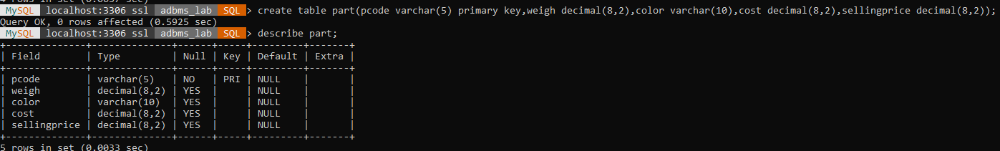 4 rows in set (0.0037 sec)
MySQL localhost:3306 ssl adbms_lab SQL > create table part(pcode varchar(5) primary key,weigh decimal(8,2),color varchar(10),cost decimal(8,2),sellingprice decimal(8,2));
Query OK, 0 rows affected (0.5925 sec)
MySQL localhost:3306 ssl adbms_lab SQL > describe part;
+--------------+--------------+------+-----+---------+-------+
| Field        | Type         | Null | Key | Default | Extra |
+--------------+--------------+------+-----+---------+-------+
| pcode        | varchar(5)   | NO   | PRI | NULL    |       |
| weigh        | decimal(8,2) | YES  |     | NULL    |       |
| color        | varchar(10)  | YES  |     | NULL    |       |
| cost         | decimal(8,2) | YES  |     | NULL    |       |
| sellingprice | decimal(8,2) | YES  |     | NULL    |       |
+--------------+--------------+------+-----+---------+-------+
5 rows in set (0.0033 sec)